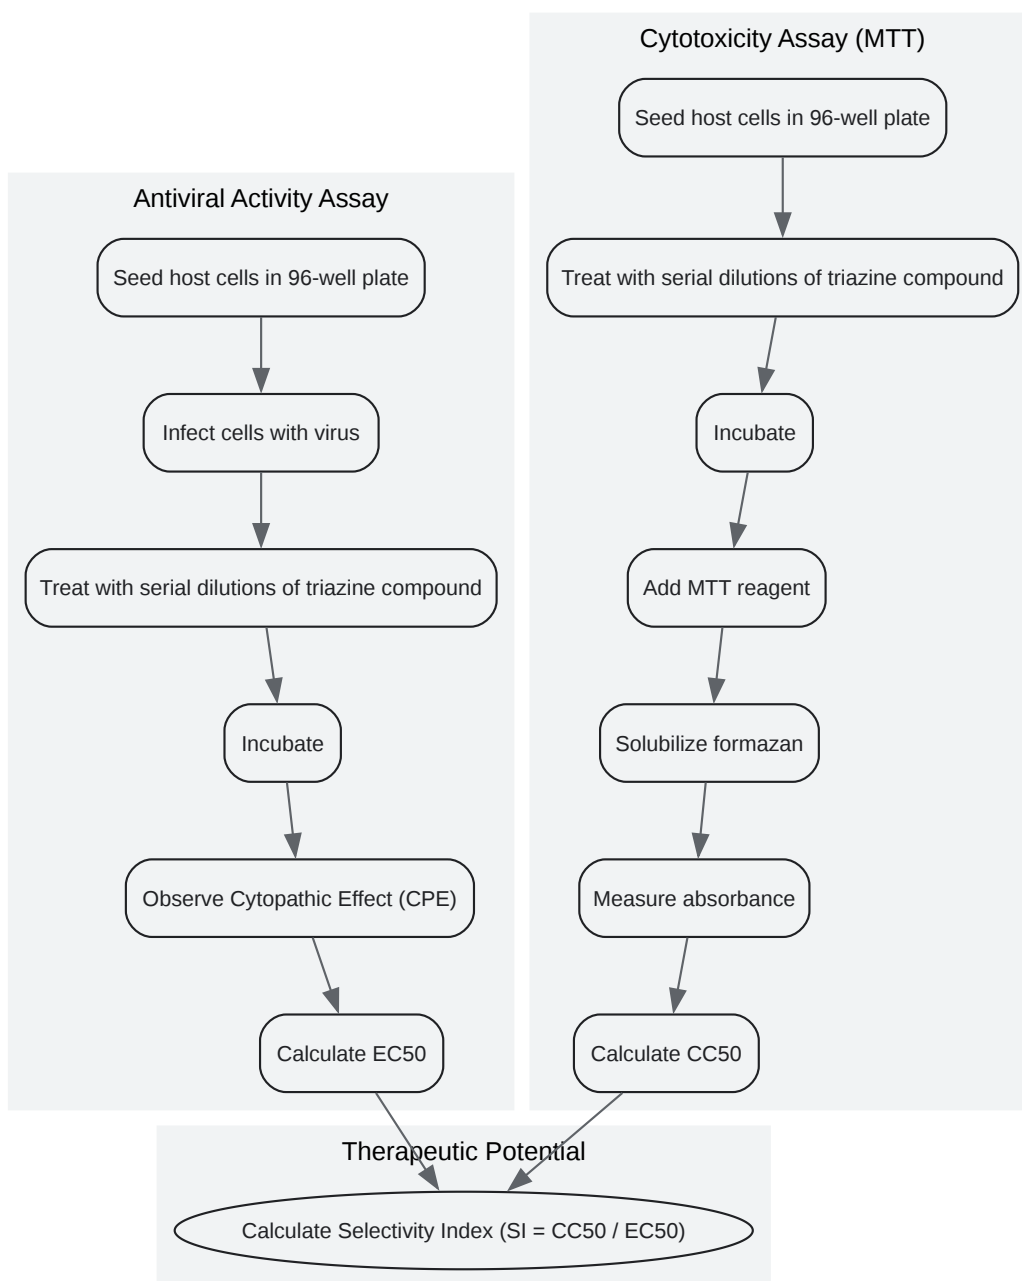 Antiviral Activity Assay
Seed host cells in 96-well plate
Infect cells with virus
Treat with serial dilutions of triazine compound
Incubate
Observe Cytopathic Effect (CPE)
Calculate EC50
Cytotoxicity Assay (MTT)
Seed host cells in 96-well plate
Treat with serial dilutions of triazine compound
Incubate
Add MTT reagent
Solubilize formazan
Measure absorbance
Calculate CC50
Therapeutic Potential
Calculate Selectivity Index (SI = CC50 / EC50)